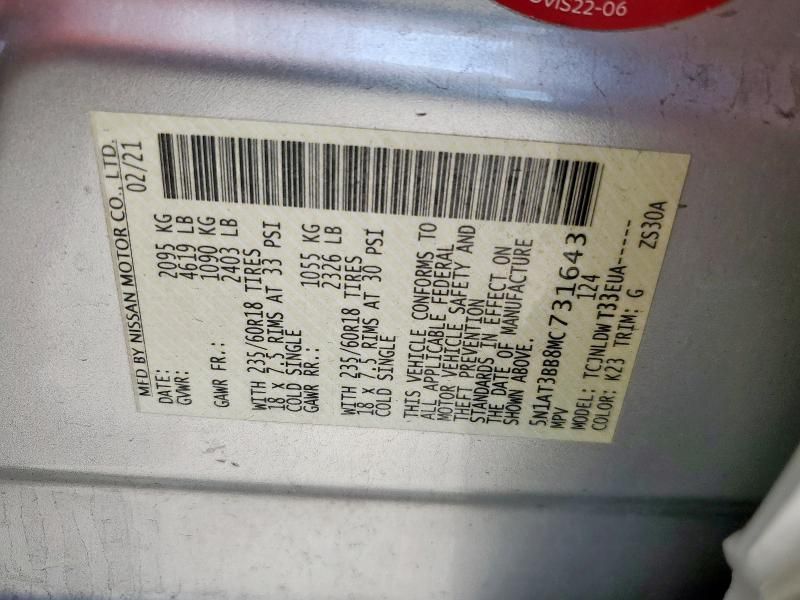 OVIS22-06
MFD BY NISSAN MOTOR CO., LTD.
DATE: 02/21
GVWR: 2095 KG
4619 LB
GAWR FR.: 1090 KG
2403 LB
WITH 235/60R18 TIRES
18 X 7.5 RIMS AT 33 PSI
COLD SINGLE
GAWR RR.: 1055 KG
2326 LB
WITH 235/60R18 TIRES
18 X 7.5 RIMS AT 30 PSI
COLD SINGLE
THIS VEHICLE CONFORMS TO
ALL APPLICABLE FEDERAL
MOTOR VEHICLE SAFETY AND
THEFT PREVENTION
STANDARDS IN EFFECT ON
THE DATE OF MANUFACTURE
SHOWN ABOVE.
5N1AT3BB8MC731643
MPV 124
MODEL: TCJNLDWT33EUA-----
COLOR: K23 TRIM: G ZS30A